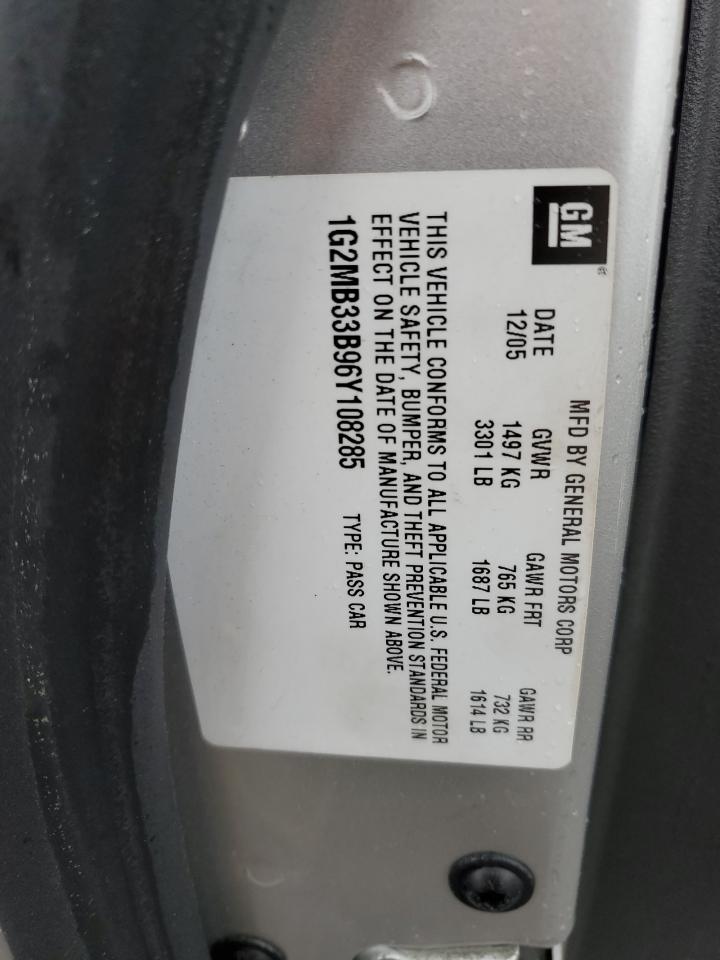 GM
MFD BY GENERAL MOTORS CORP
DATE GVWR GAWR FRT GAWR RR
12/05 1497 KG 765 KG 732 KG
3301 LB 1687 LB 1614 LB
THIS VEHICLE CONFORMS TO ALL APPLICABLE U.S. FEDERAL MOTOR
VEHICLE SAFETY, BUMPER, AND THEFT PREVENTION STANDARDS IN
EFFECT ON THE DATE OF MANUFACTURE SHOWN ABOVE.
1G2MB33B96Y108285 TYPE: PASS CAR